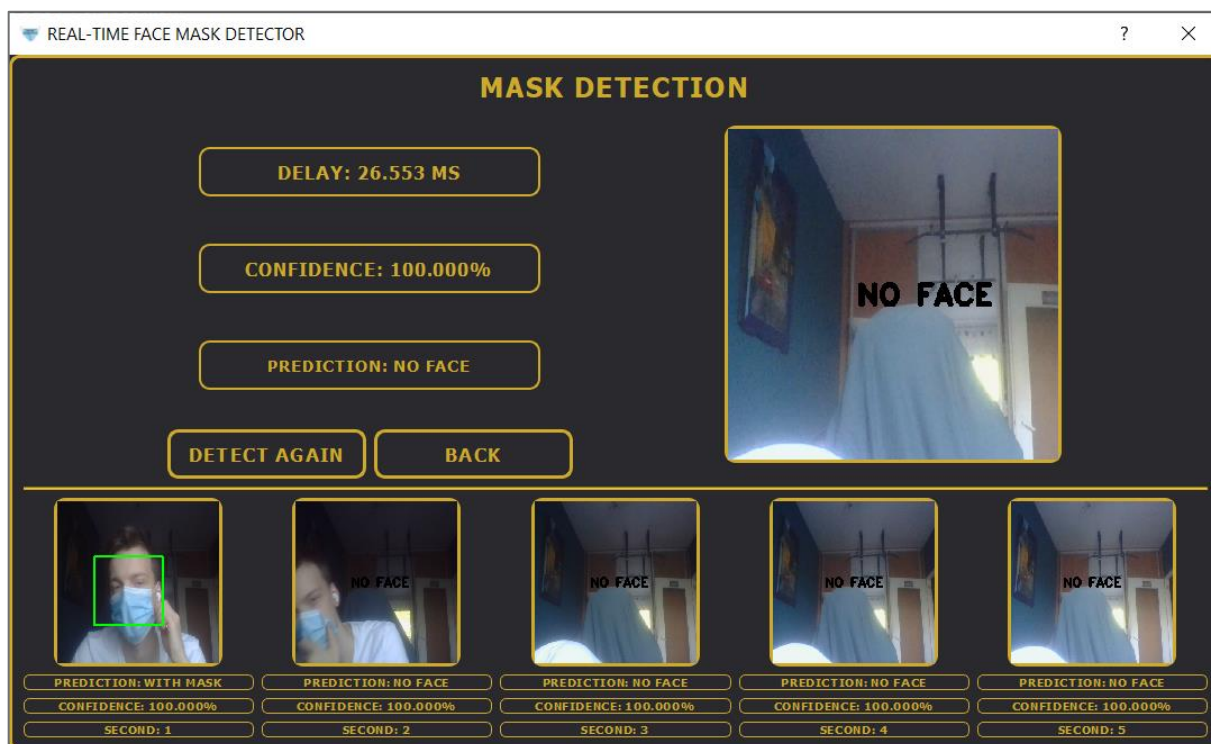 REAL-TIME FACE MASK DETECTOR ? ×
MASK DETECTION
DELAY: 26.553 MS
CONFIDENCE: 100.000%
PREDICTION: NO FACE
DETECT AGAIN BACK
NO FACE
NO FACE NO FACE NO FACE NO FACE
PREDICTION: WITH MASK PREDICTION: NO FACE PREDICTION: NO FACE PREDICTION: NO FACE PREDICTION: NO FACE
CONFIDENCE: 100.000% CONFIDENCE: 100.000% CONFIDENCE: 100.000% CONFIDENCE: 100.000% CONFIDENCE: 100.000%
SECOND: 1 SECOND: 2 SECOND: 3 SECOND: 4 SECOND: 5